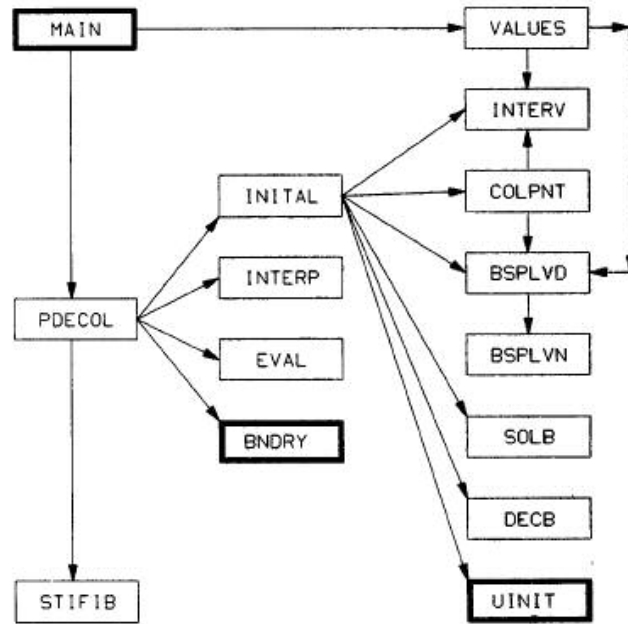 MAIN
VALUES
INTERV
INITAL
COLPNT
INTERP
BSPLVD
PDECOL
EVAL
BSPLVN
BNDRY
SOLB
DECB
STIFIB
UINIT